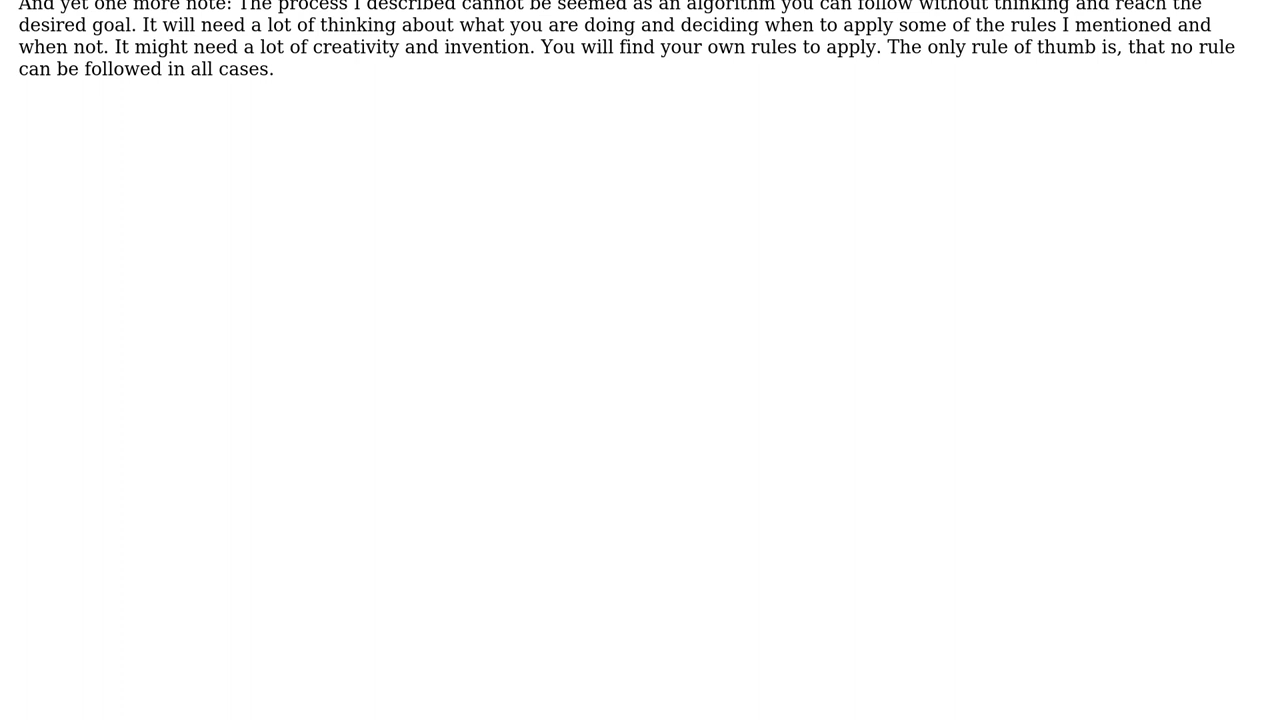 And yet one more note: The process I described cannot be seemed as an algorithm you can follow without thinking and reach the
desired goal. It will need a lot of thinking about what you are doing and deciding when to apply some of the rules I mentioned and
when not. It might need a lot of creativity and invention. You will find your own rules to apply. The only rule of thumb is, that no rule
can be followed in all cases.